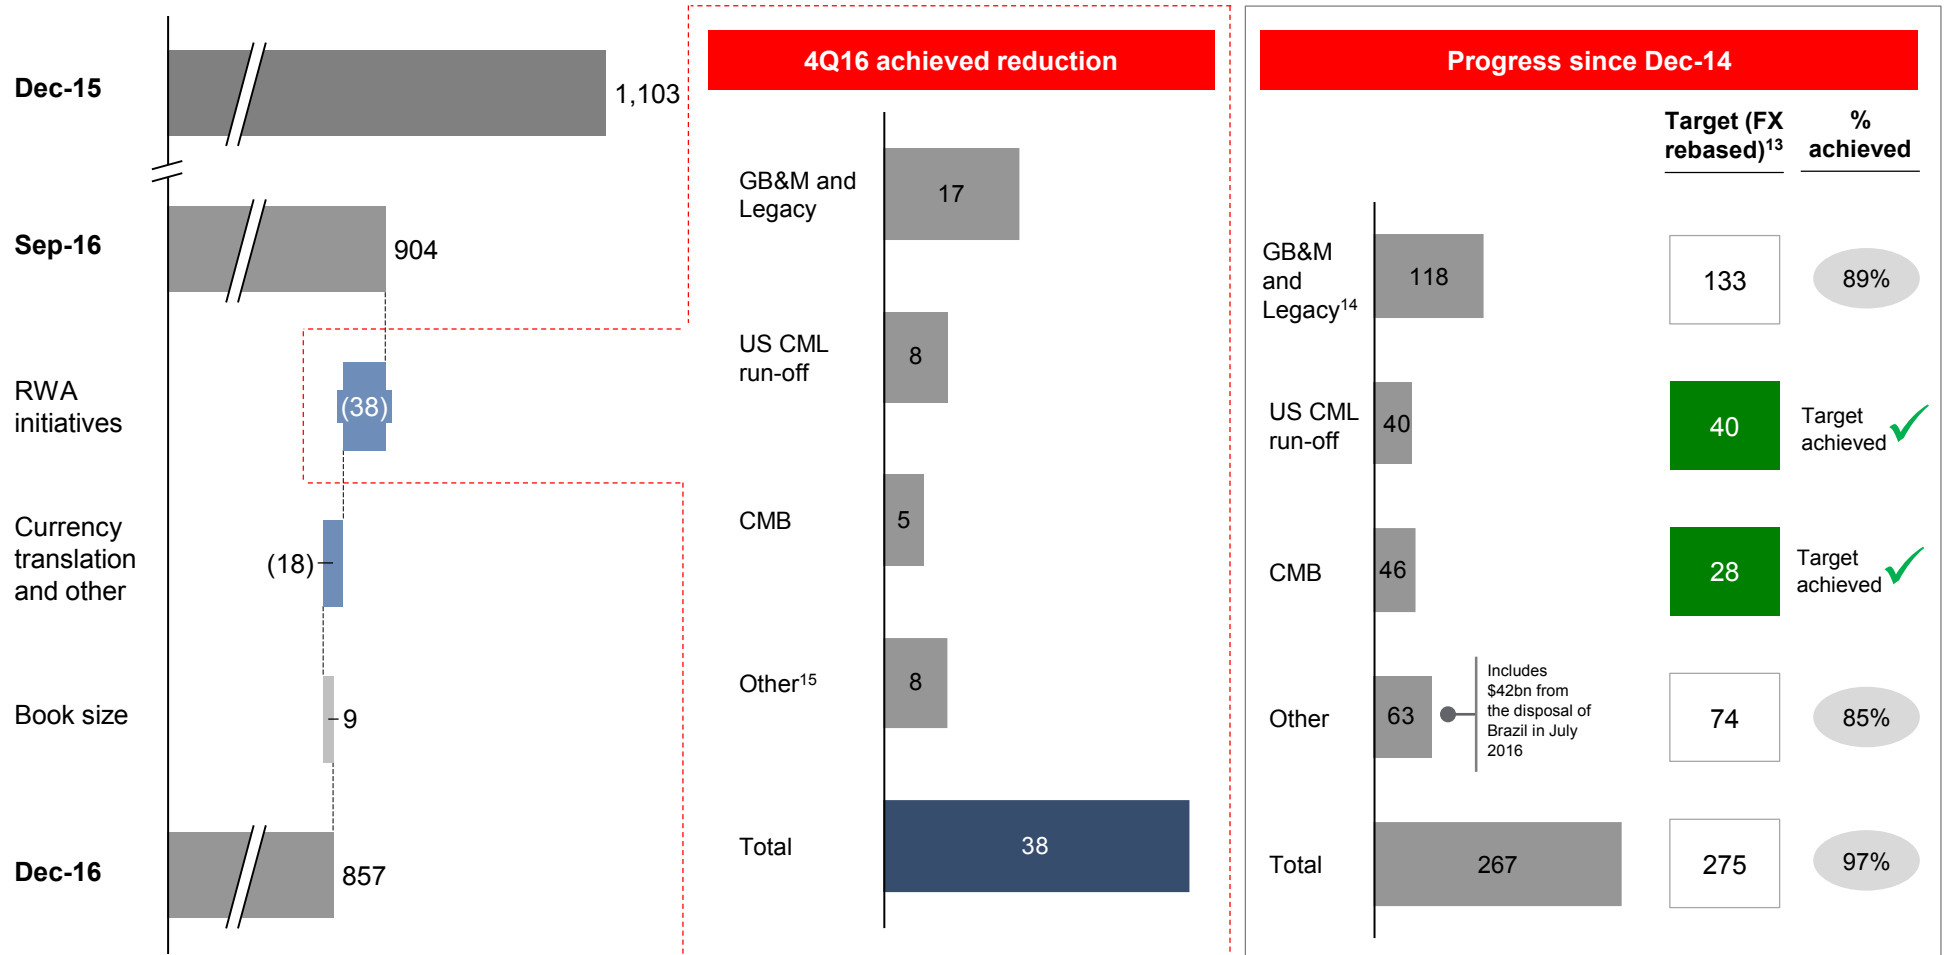 Dec-15
1,103
Sep-16
904
RWA
initiatives
(38)
Currency
translation
and other
(18)
Book size
9
Dec-16
857
4Q16 achieved reduction
GB&M and
Legacy
17
US CML
run-off
8
CMB
5
Other15
8
Total
38
Progress since Dec-14
Target (FX
rebased)13
%
achieved
GB&M
and
Legacy14
118
133
89%
US CML
run-off
40
40
Target
achieved
CMB
46
28
Target
achieved
Other
63
Includes
$42bn from
the disposal of
Brazil in July
2016
74
85%
Total
267
275
97%